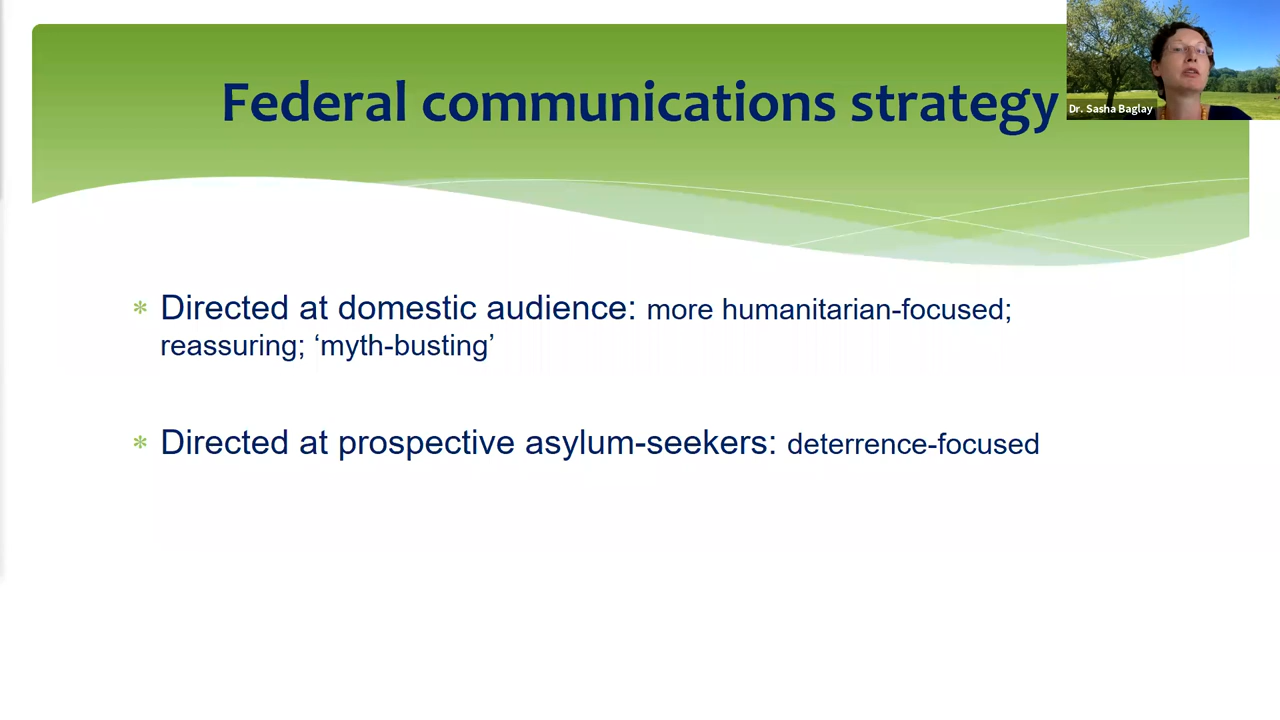 Federal communications strategy
Dr. Sasha Baglay
* Directed at domestic audience: more humanitarian-focused;
reassuring; ‘myth-busting’
* Directed at prospective asylum-seekers: deterrence-focused